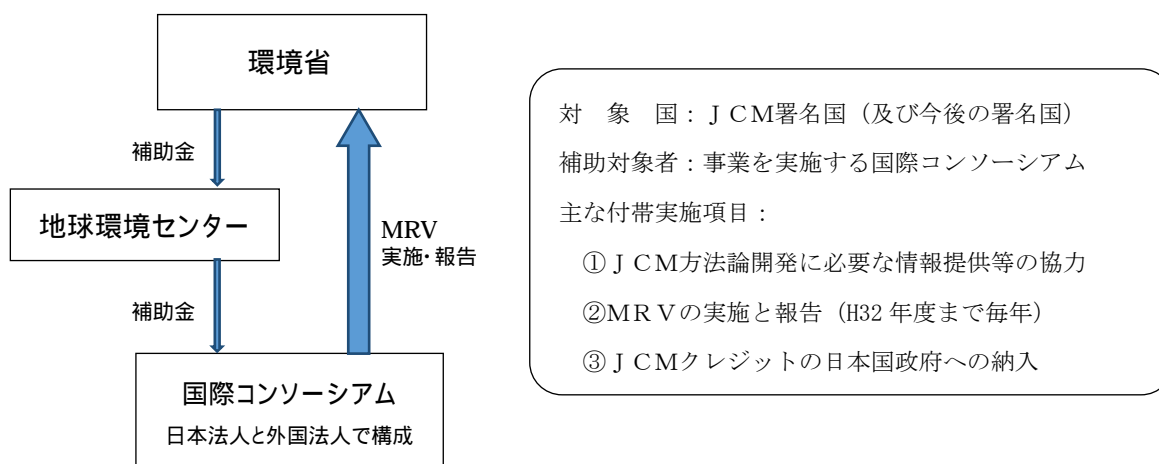 環境省
補助金
地球環境センター
MRV
実施・報告
補助金
国際コンソーシアム
日本法人と外国法人で構成
対　象　国：ＪＣＭ署名国（及び今後の署名国）
補助対象者：事業を実施する国際コンソーシアム
主な付帯実施項目：
①ＪＣＭ方法論開発に必要な情報提供等の協力
②ＭＲＶの実施と報告（H32 年度まで毎年）
③ＪＣＭクレジットの日本国政府への納入